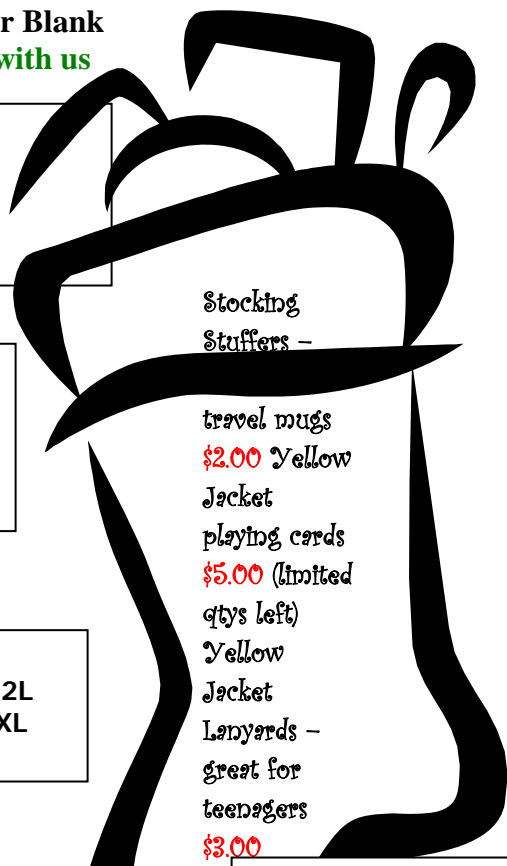 r Blank
with us
Stocking
Stuffers –
travel mugs
$2.00 Yellow
Jacket
playing cards
$5.00 (limited
qtys left)
Yellow
Jacket
Lanyards –
great for
teenagers
$3.00
2L
XL